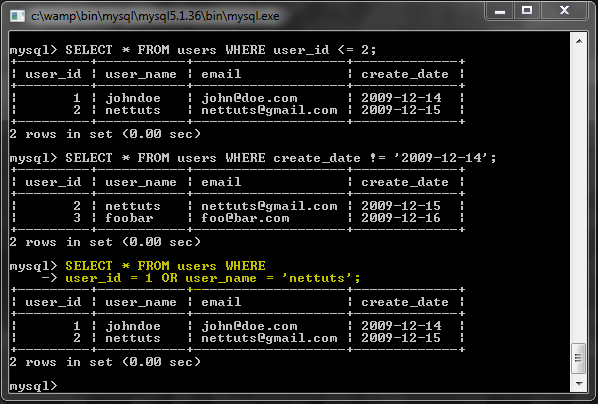 c:\wamp\bin\mysql\mysql5.1.36\bin\mysql.exe
mysql> SELECT * FROM users WHERE user_id <= 2;
+---------+-----------+-------------------+-------------+
| user_id | user_name | email             | create_date |
+---------+-----------+-------------------+-------------+
|       1 | johndoe   | john@doe.com      | 2009-12-14  |
|       2 | nettuts   | nettuts@gmail.com | 2009-12-15  |
+---------+-----------+-------------------+-------------+
2 rows in set (0.00 sec)
mysql> SELECT * FROM users WHERE create_date != '2009-12-14';
+---------+-----------+-------------------+-------------+
| user_id | user_name | email             | create_date |
+---------+-----------+-------------------+-------------+
|       2 | nettuts   | nettuts@gmail.com | 2009-12-15  |
|       3 | foobar    | foo@bar.com       | 2009-12-16  |
+---------+-----------+-------------------+-------------+
2 rows in set (0.00 sec)
mysql> SELECT * FROM users WHERE
    -> user_id = 1 OR user_name = 'nettuts';
+---------+-----------+-------------------+-------------+
| user_id | user_name | email             | create_date |
+---------+-----------+-------------------+-------------+
|       1 | johndoe   | john@doe.com      | 2009-12-14  |
|       2 | nettuts   | nettuts@gmail.com | 2009-12-15  |
+---------+-----------+-------------------+-------------+
2 rows in set (0.00 sec)
mysql>